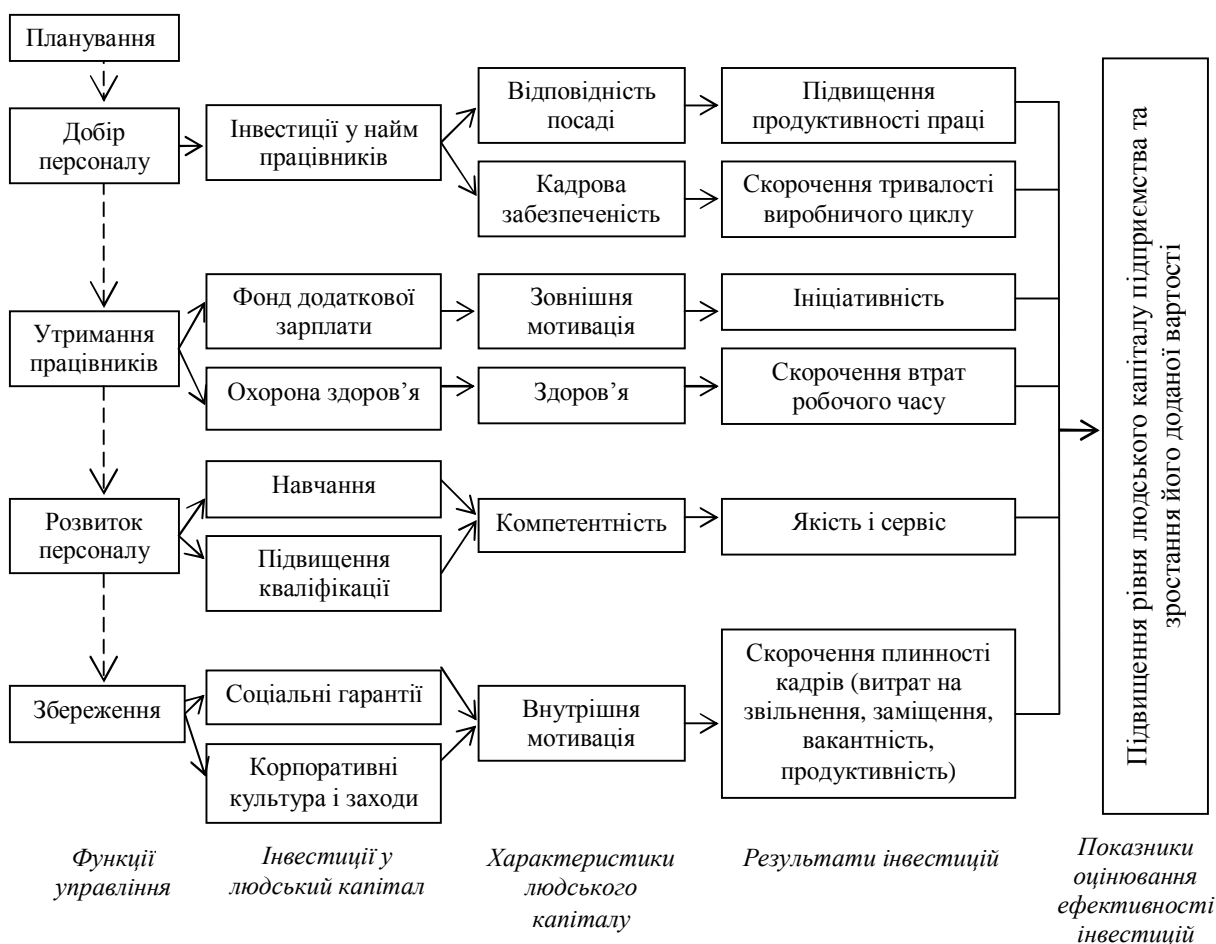 Планування
Добір
персоналу
Інвестиції у найм
працівників
Відповідність
посаді
Підвищення
продуктивності праці
Кадрова
забезпеченість
Скорочення тривалості
виробничого циклу
Утримання
працівників
Фонд додаткової
зарплати
Зовнішня
мотивація
Ініціативність
Охорона здоров’я
Здоров’я
Скорочення втрат
робочого часу
Розвиток
персоналу
Навчання
Підвищення
кваліфікації
Компетентність
Якість і сервіс
Збереження
Соціальні гарантії
Корпоративні
культура і заходи
Внутрішня
мотивація
Скорочення плинності
кадрів (витрат на
звільнення, заміщення,
вакантність,
продуктивність)
Підвищення рівня людського капіталу підприємства та
зростання його доданої вартості
Функції
управління
Інвестиції у
людський капітал
Характеристики
людського
капіталу
Результати інвестицій
Показники
оцінювання
ефективності
інвестицій